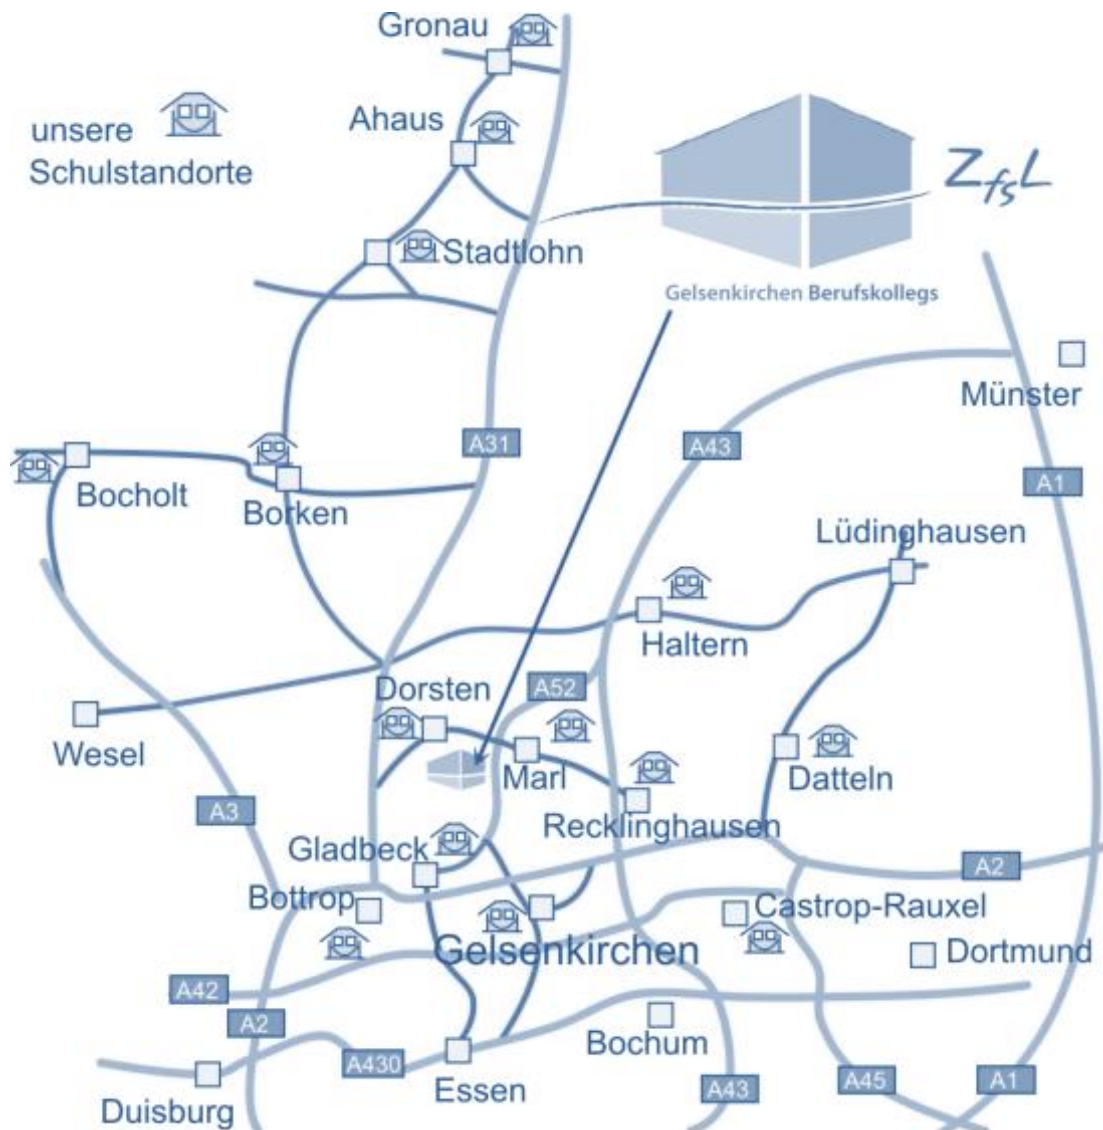 Gronau
Ahaus
unsere
Schulstandorte
ZfsL
Stadtlohn
Gelsenkirchen Berufskollegs
Münster
A31
A43
A1
Bocholt
Borken
Lüdinghausen
Haltern
Dorsten
A52
Wesel
Marl
Datteln
A3
Recklinghausen
Gladbeck
A2
Bottrop
Castrop-Rauxel
Gelsenkirchen
Dortmund
A42
A2
Bochum
A430
Essen
A43
A45
A1
Duisburg